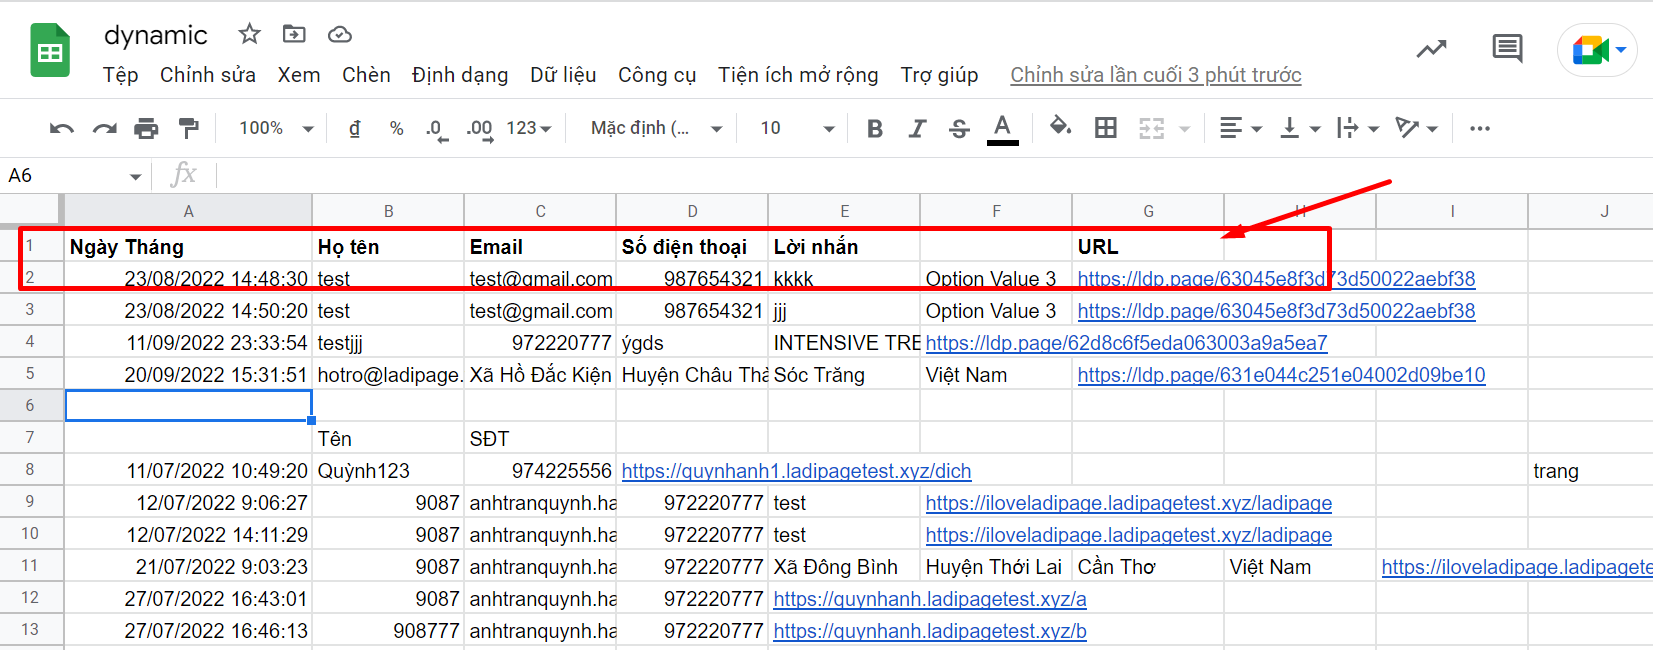 dynamic
Tệp Chỉnh sửa Xem Chèn Định dạng Dữ liệu Công cụ Tiện ích mở rộng Trợ giúp Chỉnh sửa lần cuối 3 phút trước
100% đ % .0 .00 123 Mặc định (... 10 B I S A
A6 fx
A B C D E F G H I J
1 Ngày Tháng Họ tên Email Số điện thoại Lời nhắn URL
2 23/08/2022 14:48:30 test test@gmail.com 987654321 kkkk Option Value 3 https://ldp.page/63045e8f3d73d50022aebf38
3 23/08/2022 14:50:20 test test@gmail.com 987654321 jjj Option Value 3 https://ldp.page/63045e8f3d73d50022aebf38
4 11/09/2022 23:33:54 testjjj 972220777 ýgds INTENSIVE TRE https://ldp.page/62d8c6f5eda063003a9a5ea7
5 20/09/2022 15:31:51 hotro@ladipage. Xã Hồ Đắc Kiện Huyện Châu Thà Sóc Trăng Việt Nam https://ldp.page/631e044c251e04002d09be10
6
7 Tên SĐT
8 11/07/2022 10:49:20 Quỳnh123 974225556 https://quynhanh1.ladipagetest.xyz/dich trang
9 12/07/2022 9:06:27 9087 anhtranquynh.ha 972220777 test https://iloveladipage.ladipagetest.xyz/ladipage
10 12/07/2022 14:11:29 9087 anhtranquynh.ha 972220777 test https://iloveladipage.ladipagetest.xyz/ladipage
11 21/07/2022 9:03:23 9087 anhtranquynh.ha 972220777 Xã Đông Bình Huyện Thới Lai Cần Thơ Việt Nam https://iloveladipage.ladipagete
12 27/07/2022 16:43:01 9087 anhtranquynh.ha 972220777 https://quynhanh.ladipagetest.xyz/a
13 27/07/2022 16:46:13 908777 anhtranquynh.ha 972220777 https://quynhanh.ladipagetest.xyz/b